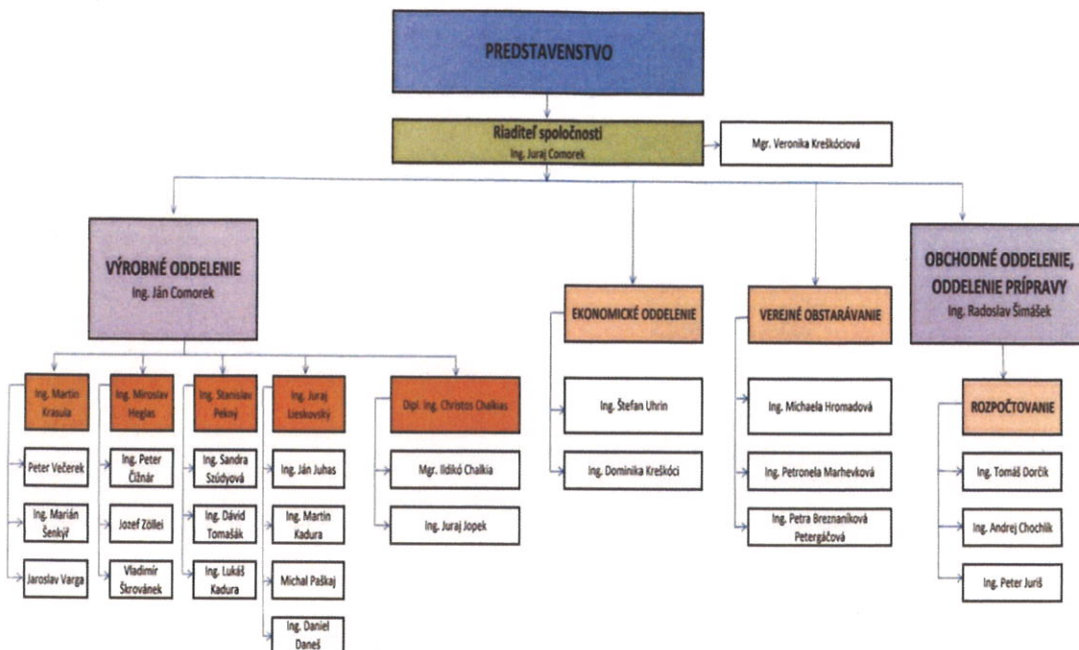 PREDSTAVENSTVO
Riaditeľ spoločnosti
Ing. Juraj Comorek
Mgr. Veronika Kreškóciová
VÝROBNÉ ODDELENIE
Ing. Ján Comorek
EKONOMICKÉ ODDELENIE
VEREJNÉ OBSTARÁVANIE
OBCHODNÉ ODDELENIE,
ODDELENIE PRÍPRAVY
Ing. Radoslav Šimášek
Ing. Martin
Krasula
Peter Večerek
Ing. Marián
Šenkýř
Jaroslav Varga
Ing. Miroslav
Heglas
Ing. Peter
Čižnár
Jozef Zöllei
Vladimír
Škrovánek
Ing. Stanislav
Pekný
Ing. Sandra
Szúdyová
Ing. Dávid
Tomašák
Ing. Lukáš
Kadura
Ing. Juraj
Lieskovský
Ing. Ján Juhas
Ing. Martin
Kadura
Michal Paškaj
Ing. Daniel
Daneš
Dipl. Ing. Christos Chalkias
Mgr. Ildikó Chalkia
Ing. Juraj Jopek
Ing. Štefan Uhrin
Ing. Dominika Kreškóci
Ing. Michaela Hromadová
Ing. Petronela Marhevková
Ing. Petra Breznaníková
Petergáčová
ROZPOČTOVANIE
Ing. Tomáš Dorčík
Ing. Andrej Chochlík
Ing. Peter Juriš